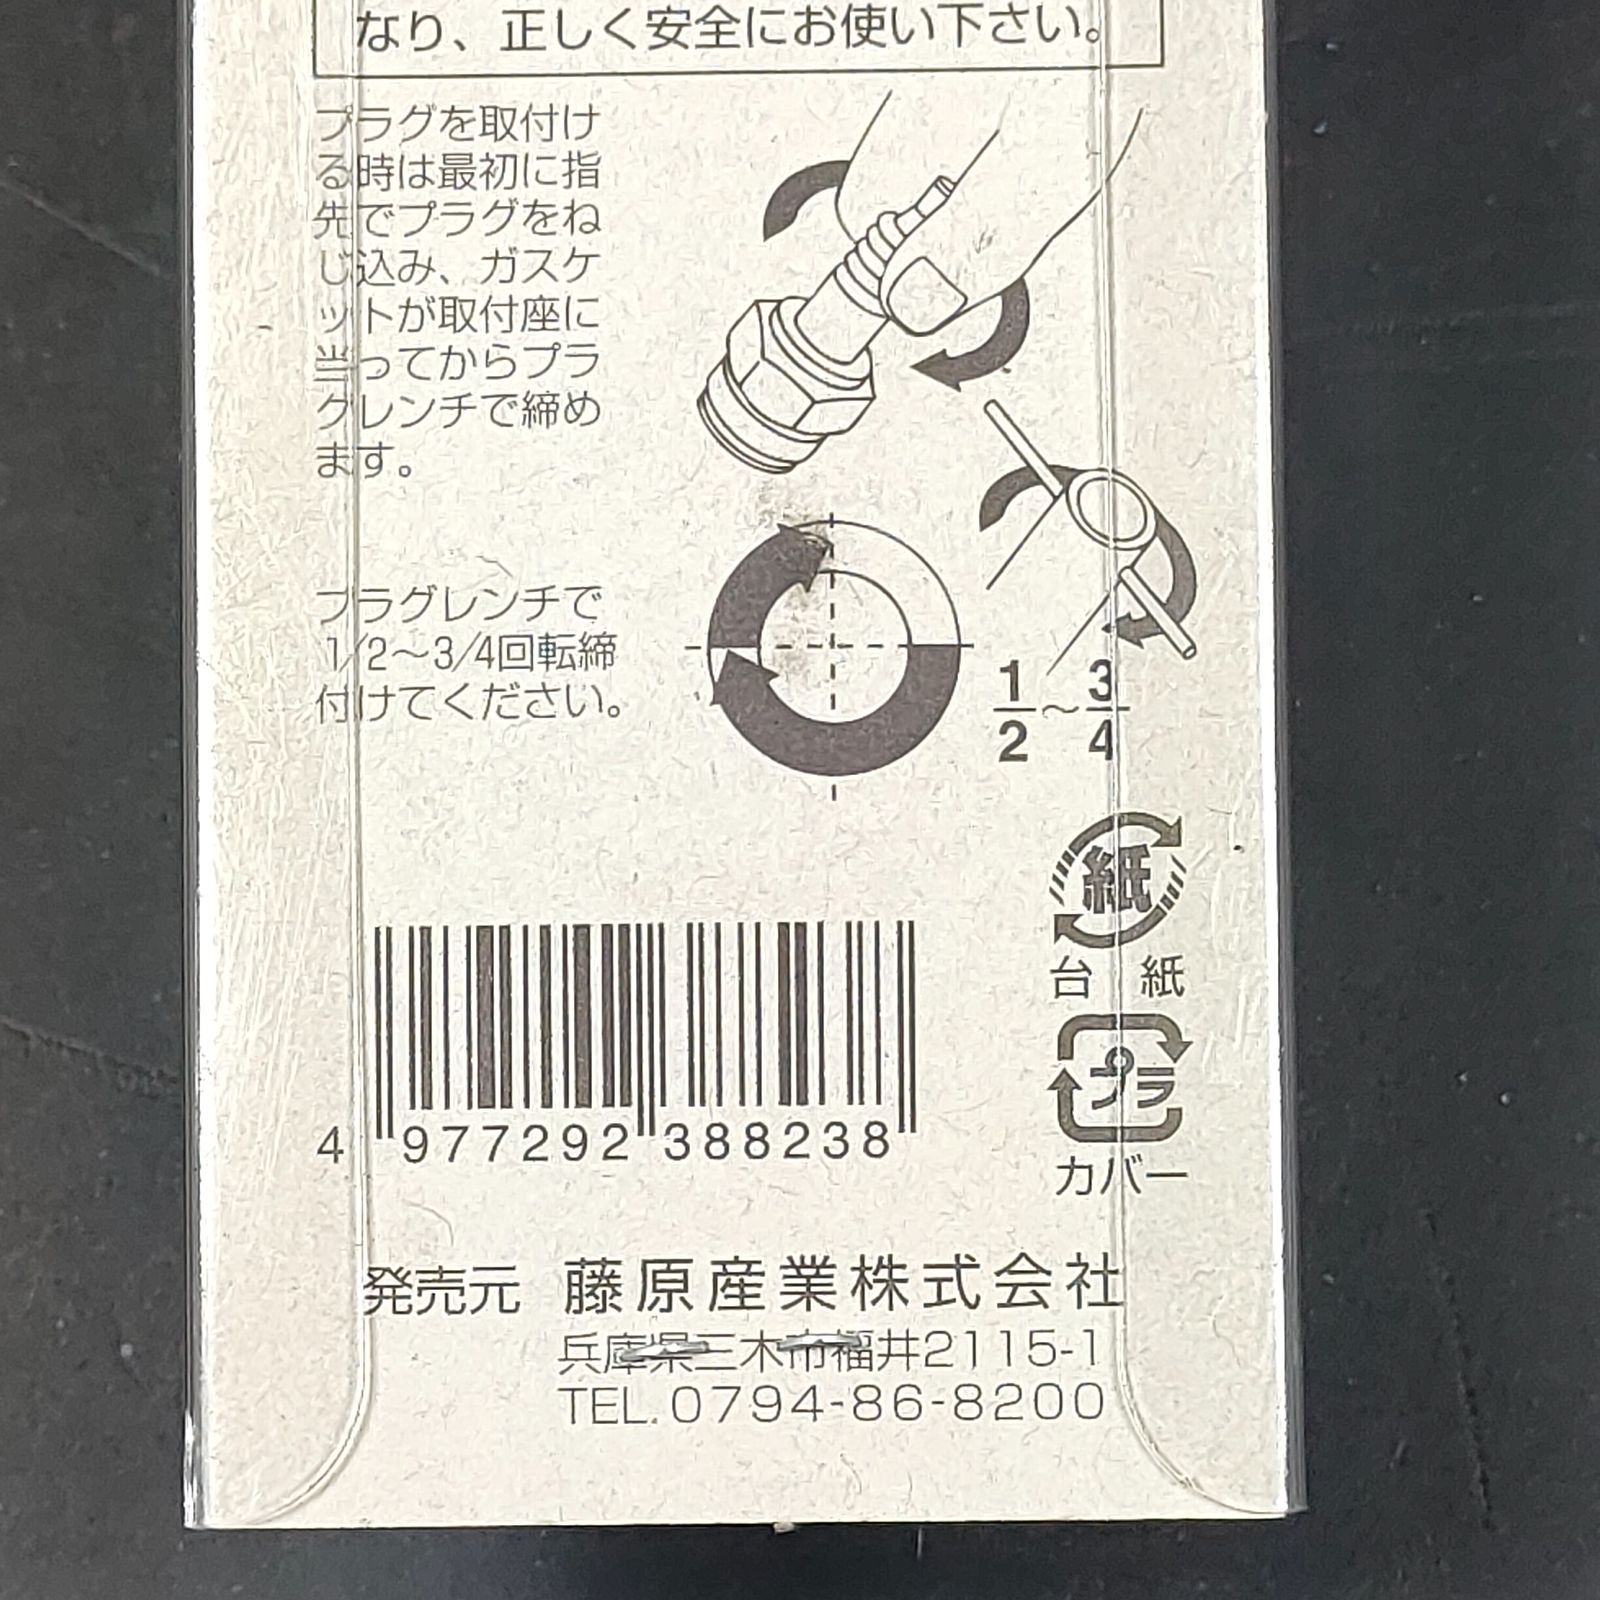 なり、正しく安全にお使い下さい。
プラグを取付け
る時は最初に指
先でプラグをね
じ込み、ガスケ
ットが取付座に
当ってからプラ
グレンチで締め
ます。
プラグレンチで
1/2～3/4回転締
付けてください。
1/2～3/4
紙
台 紙
プラ
カバー
4 977292 388238
発売元 藤原産業株式会社
兵庫県三木市福井2115-1
TEL.0794-86-8200